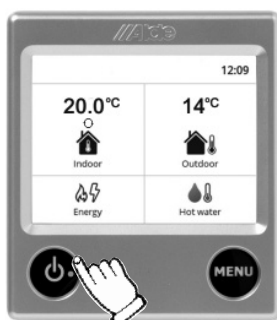 Alde
12:09
20.0°C
14°C
Indoor
Outdoor
Energy
Hot water
MENU